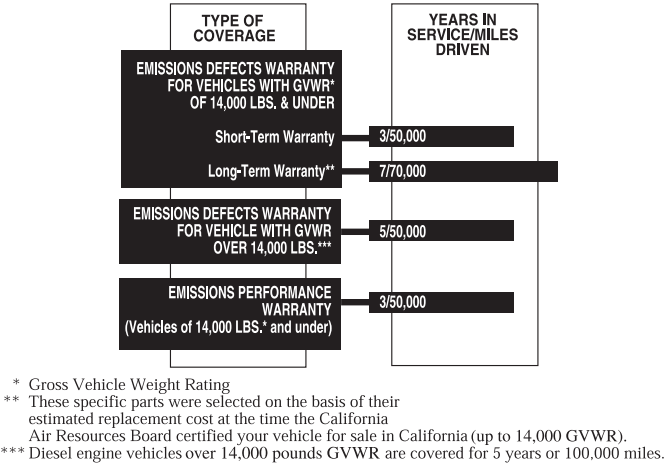 TYPE OF
COVERAGE
YEARS IN
SERVICE/MILES
DRIVEN
EMISSIONS DEFECTS WARRANTY
FOR VEHICLES WITH GVWR*
OF 14,000 LBS. & UNDER
Short-Term Warranty
3/50,000
Long-Term Warranty**
7/70,000
EMISSIONS DEFECTS WARRANTY
FOR VEHICLE WITH GVWR
OVER 14,000 LBS.***
5/50,000
EMISSIONS PERFORMANCE
WARRANTY
(Vehicles of 14,000 LBS.* and under)
3/50,000
* Gross Vehicle Weight Rating
** These specific parts were selected on the basis of their
estimated replacement cost at the time the California
Air Resources Board certified your vehicle for sale in California (up to 14,000 GVWR).
*** Diesel engine vehicles over 14,000 pounds GVWR are covered for 5 years or 100,000 miles.